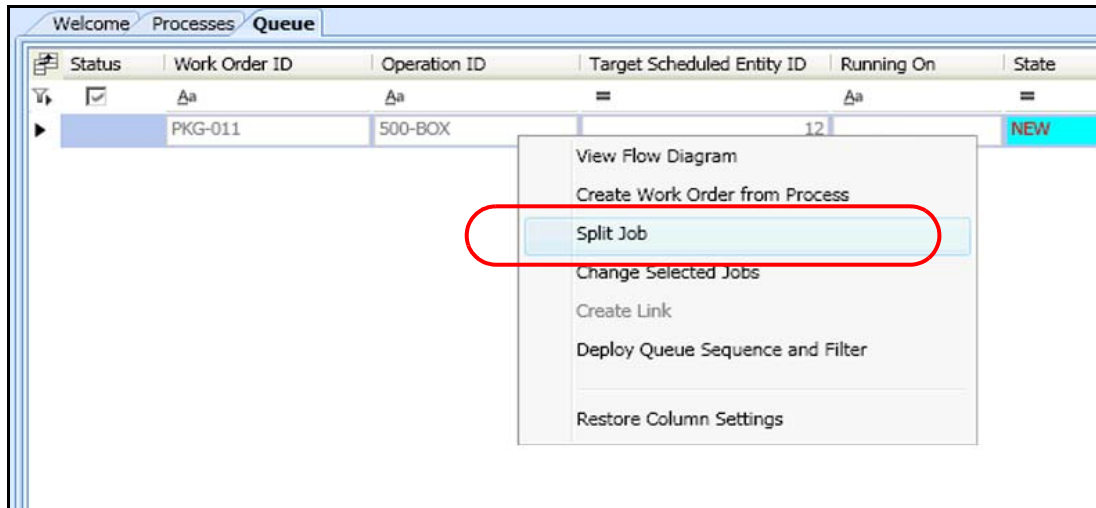 Welcome Processes Queue
Status Work Order ID Operation ID Target Scheduled Entity ID Running On State
Aa Aa = Aa =
PKG-011 500-BOX 12 NEW
View Flow Diagram
Create Work Order from Process
Split Job
Change Selected Jobs
Create Link
Deploy Queue Sequence and Filter
Restore Column Settings